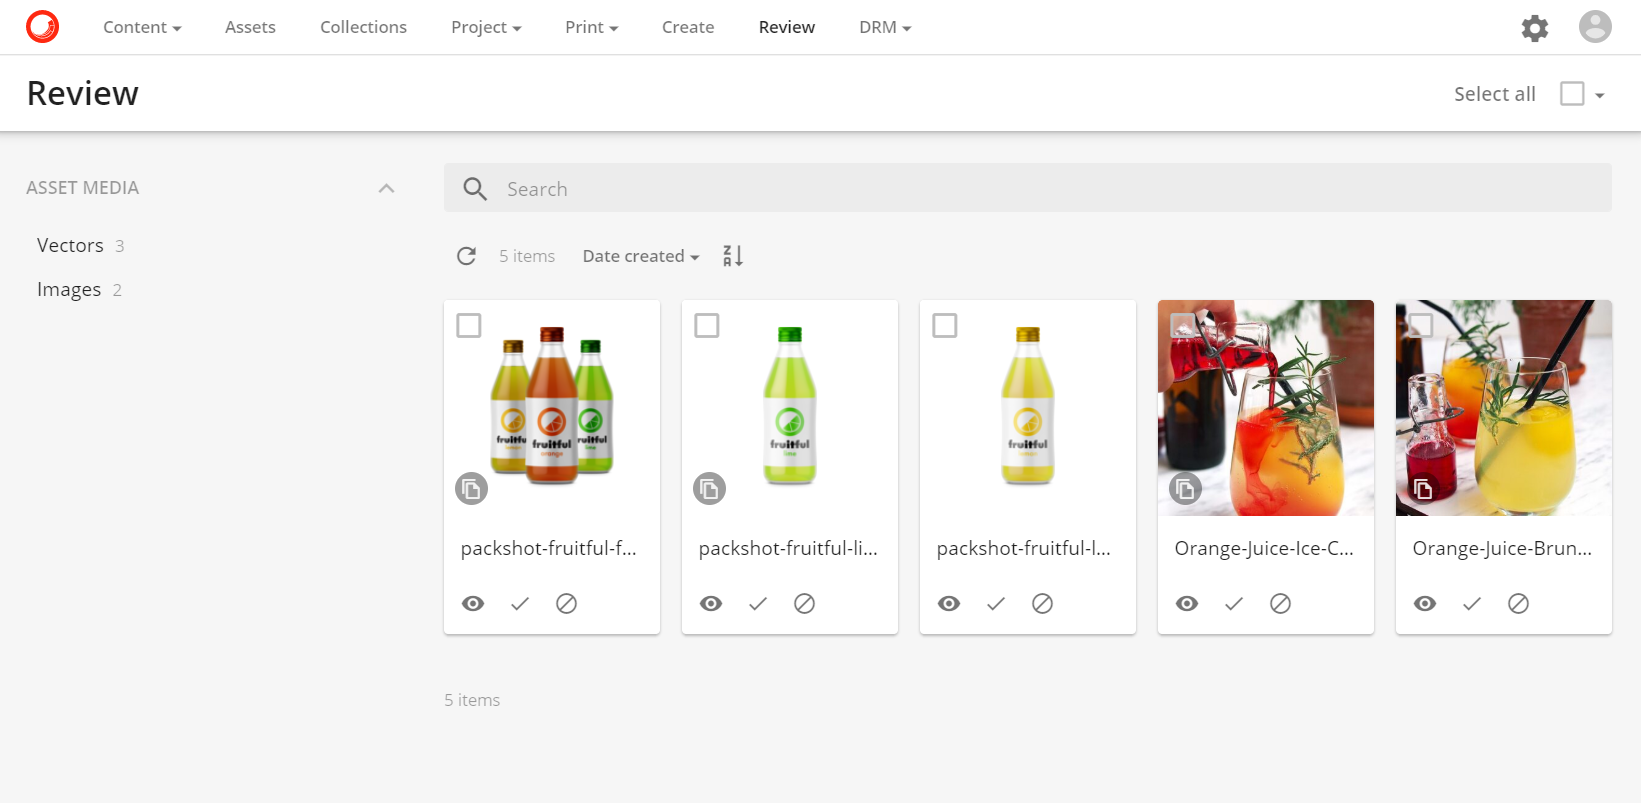 Content Assets Collections Project Print Create Review DRM
Review
Select all
ASSET MEDIA
Vectors 3
Images 2
Search
5 items Date created
Z
A
fruitful
orange
fruitful
lime
fruitful
packshot-fruitful-f...
packshot-fruitful-li...
packshot-fruitful-l...
Orange-Juice-Ice-C...
Orange-Juice-Brun...
5 items